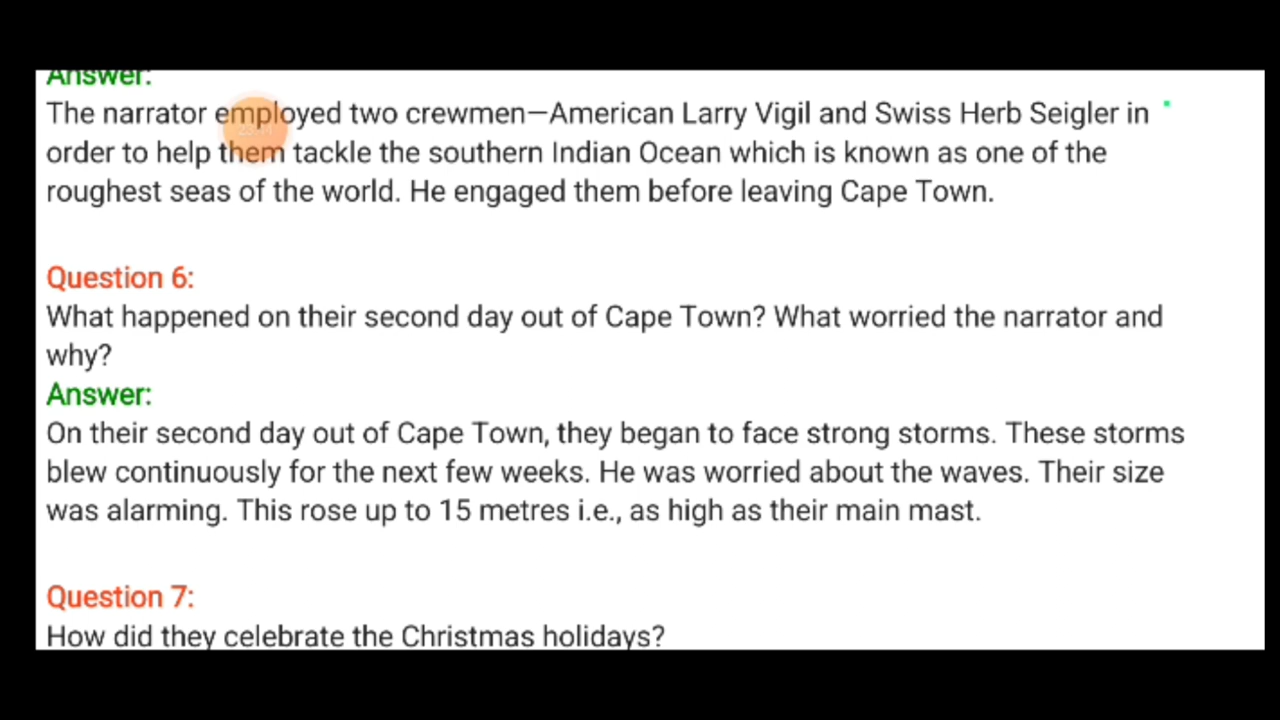 Answer:
The narrator employed two crewmen—American Larry Vigil and Swiss Herb Seigler in
order to help them tackle the southern Indian Ocean which is known as one of the
roughest seas of the world. He engaged them before leaving Cape Town.
Question 6:
What happened on their second day out of Cape Town? What worried the narrator and
why?
Answer:
On their second day out of Cape Town, they began to face strong storms. These storms
blew continuously for the next few weeks. He was worried about the waves. Their size
was alarming. This rose up to 15 metres i.e., as high as their main mast.
Question 7:
How did they celebrate the Christmas holidays?